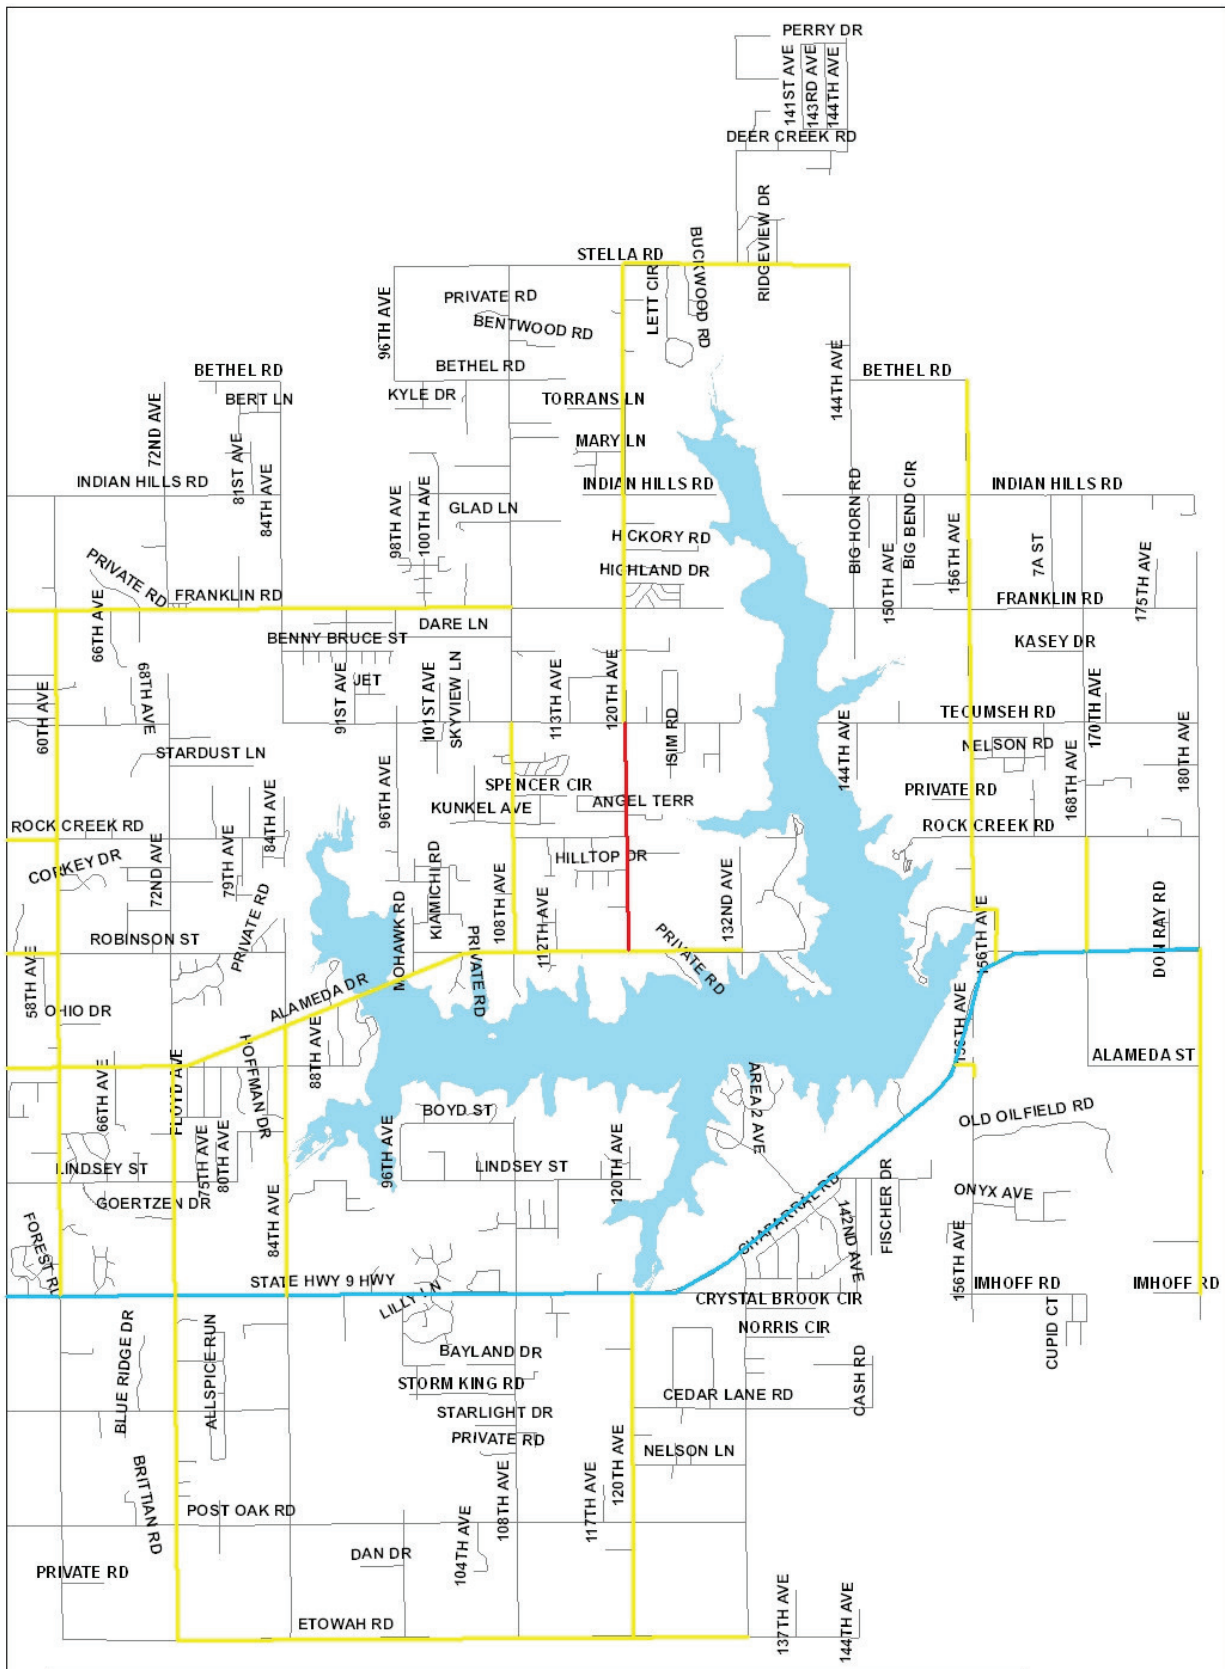 PERRY DR
141ST AVE
143RD AVE
144TH AVE
DEER CREEK RD
RIDGEVIEW DR
STELLA RD
BUCKWOOD RD
LETT CIR
PRIVATE RD
BENTWOOD RD
96TH AVE
BETHEL RD
BETHEL RD
BETHEL RD
144TH AVE
BERT LN
KYLE DR
TORRANS LN
72ND AVE
81ST AVE
84TH AVE
MARY LN
INDIAN HILLS RD
INDIAN HILLS RD
INDIAN HILLS RD
98TH AVE
100TH AVE
GLAD LN
HICKORY RD
BIG HORN RD
BIG BEND CIR
150TH AVE
156TH AVE
7A ST
175TH AVE
PRIVATE RD
HIGHLAND DR
FRANKLIN RD
FRANKLIN RD
66TH AVE
DARE LN
BENNY BRUCE ST
KASEY DR
68TH AVE
60TH AVE
JET
91ST AVE
101ST AVE
SKYVIEW LN
113TH AVE
120TH AVE
ISIM RD
TECUMSEH RD
170TH AVE
STARDUST LN
144TH AVE
NELSON RD
168TH AVE
180TH AVE
SPENCER CIR
96TH AVE
KUNKEL AVE
ANGEL TERR
PRIVATE RD
84TH AVE
ROCK CREEK RD
ROCK CREEK RD
CORKEY DR
72ND AVE
79TH AVE
HILLTOP DR
KIAMICHI RD
MOHAWK RD
108TH AVE
112TH AVE
132ND AVE
PRIVATE RD
156TH AVE
DON RAY RD
ROBINSON ST
PRIVATE RD
PRIVATE RD
58TH AVE
ALAMEDA DR
OHIO DR
156TH AVE
HOFFMAN DR
88TH AVE
ALAMEDA ST
FLOYD AVE
66TH AVE
AREA 2 AVE
BOYD ST
OLD OILFIELD RD
75TH AVE
80TH AVE
96TH AVE
120TH AVE
LINDSEY ST
LINDSEY ST
GOERTZEN DR
CHAPARRAL RD
142ND AVE
FISCHER DR
ONYX AVE
84TH AVE
FOREST RD
156TH AVE
STATE HWY 9 HWY
LILLY LN
IMHOFF RD
IMHOFF RD
CRYSTAL BROOK CIR
BLUE RIDGE DR
ALLSPICE RUN
NORRIS CIR
CUPID CT
BAYLAND DR
CASH RD
STORM KING RD
CEDAR LANE RD
STARLIGHT DR
PRIVATE RD
NELSON LN
BRITTIAN RD
120TH AVE
108TH AVE
117TH AVE
POST OAK RD
104TH AVE
DAN DR
PRIVATE RD
ETOWAH RD
137TH AVE
144TH AVE